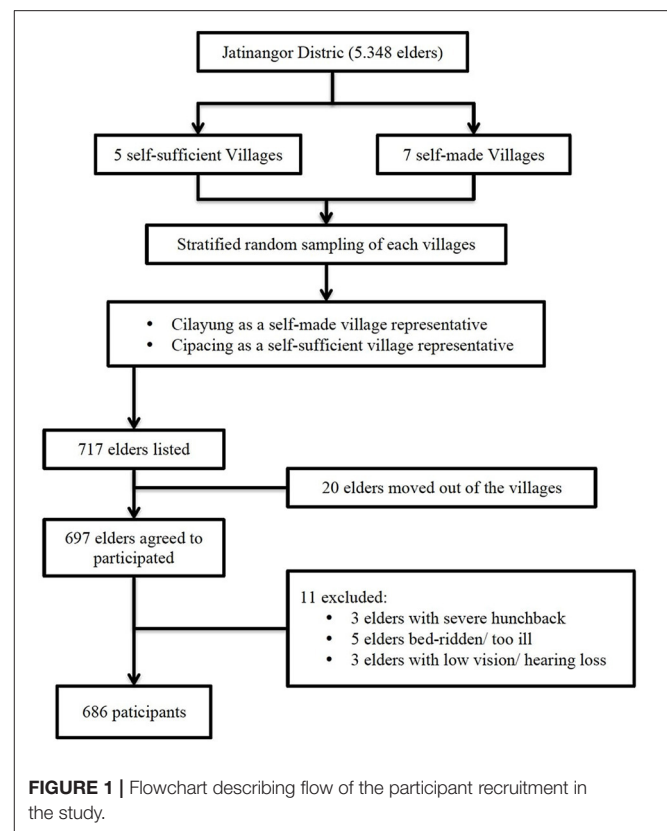 Jatinangor Distric (5.348 elders)
5 self-sufficient Villages
7 self-made Villages
Stratified random sampling of each villages
• Cilayung as a self-made village representative
• Cipacing as a self-sufficient village representative
717 elders listed
20 elders moved out of the villages
697 elders agreed to
participated
11 excluded:
• 3 elders with severe hunchback
• 5 elders bed-ridden/ too ill
• 3 elders with low vision/ hearing loss
686 paticipants
FIGURE 1 | Flowchart describing flow of the participant recruitment in
the study.